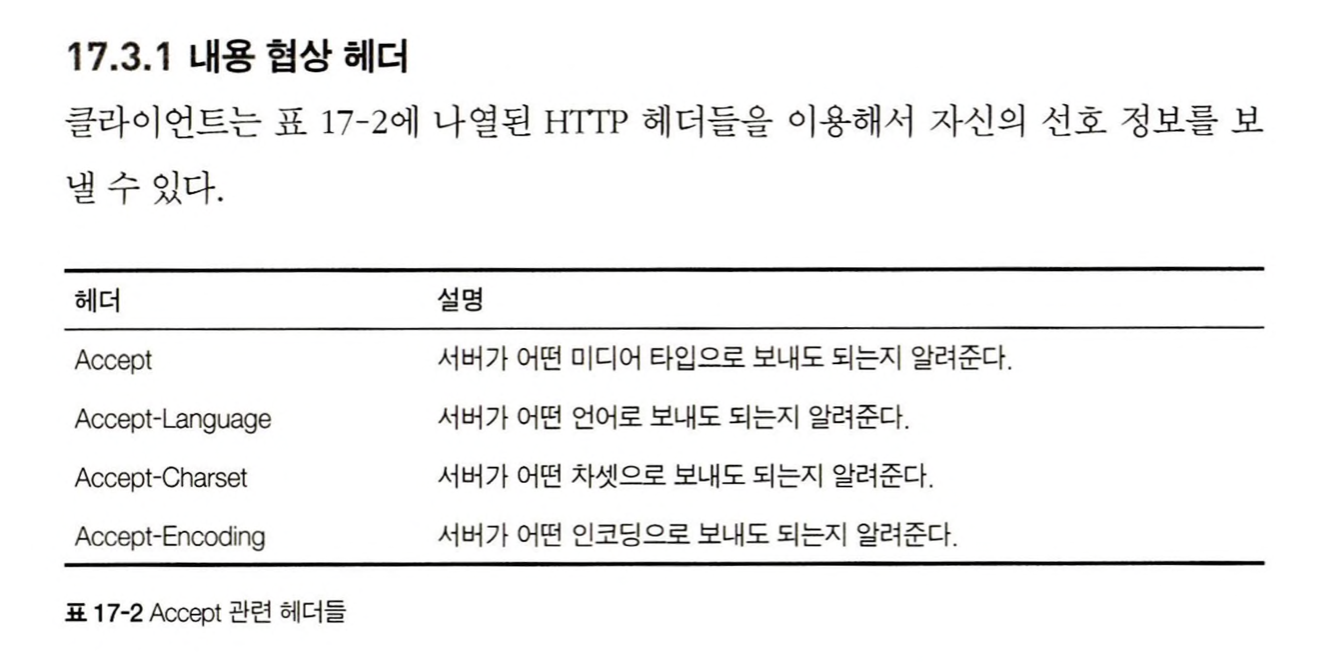 17.3.1 내용 협상 헤더
클라이언트는 표 17-2에 나열된 HTTP 헤더들을 이용해서 자신의 선호 정보를 보
낼 수 있다.
헤더 설명
Accept 서버가 어떤 미디어 타입으로 보내도 되는지 알려준다.
Accept-Language 서버가 어떤 언어로 보내도 되는지 알려준다.
Accept-Charset 서버가 어떤 차셋으로 보내도 되는지 알려준다.
Accept-Encoding 서버가 어떤 인코딩으로 보내도 되는지 알려준다.
표 17-2 Accept 관련 헤더들